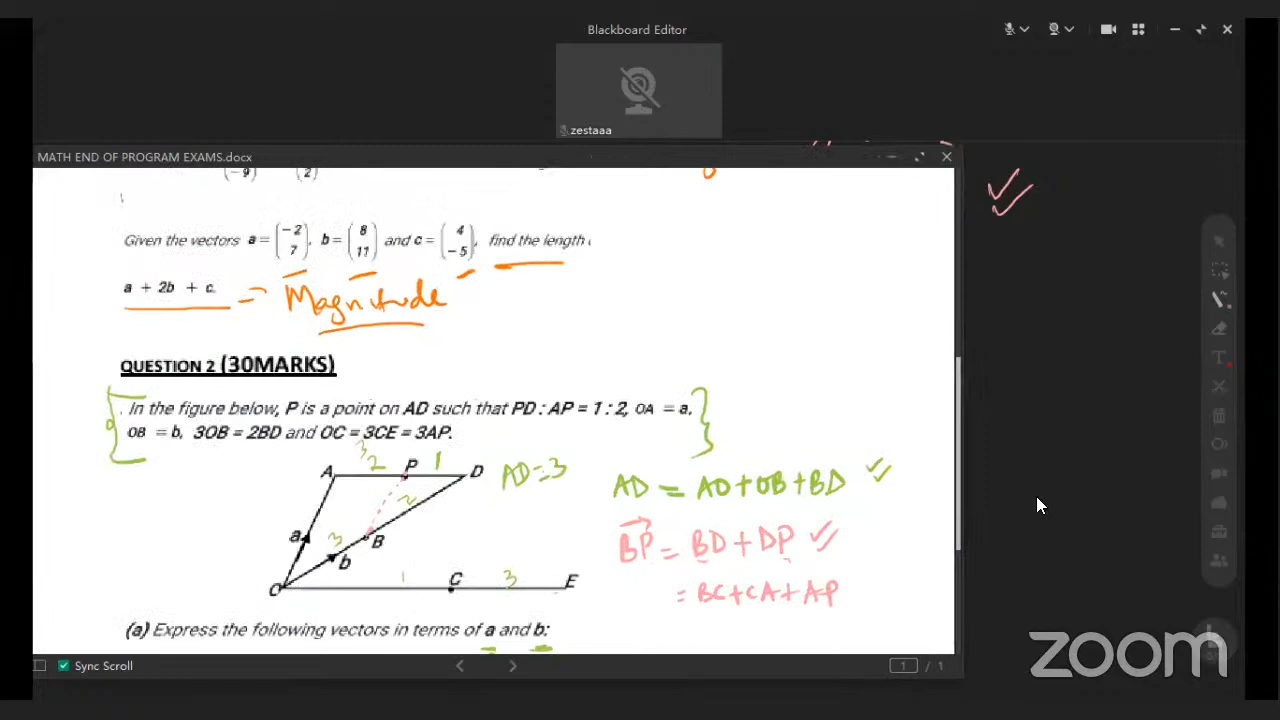 Blackboard Editor
zestaaa
MATH END OF PROGRAM EXAMS.docx
(-9) (2)
Given the vectors a = (-2 7), b = (8 11) and c = (4 -5), find the length
a + 2b + c. = Magnitude
QUESTION 2 (30MARKS)
. In the figure below, P is a point on AD such that PD : AP = 1 : 2, OA = a,
OB = b, 3OB = 2BD and OC = 3CE = 3AP.
3
A 2 P 1 D AD = 3
AD = AO + OB + BD
2
a 3 B
b
BP = BD + DP
= BC + CA + AP
O 1 C 3 E
(a) Express the following vectors in terms of a and b:
Sync Scroll
1 / 1
zoom